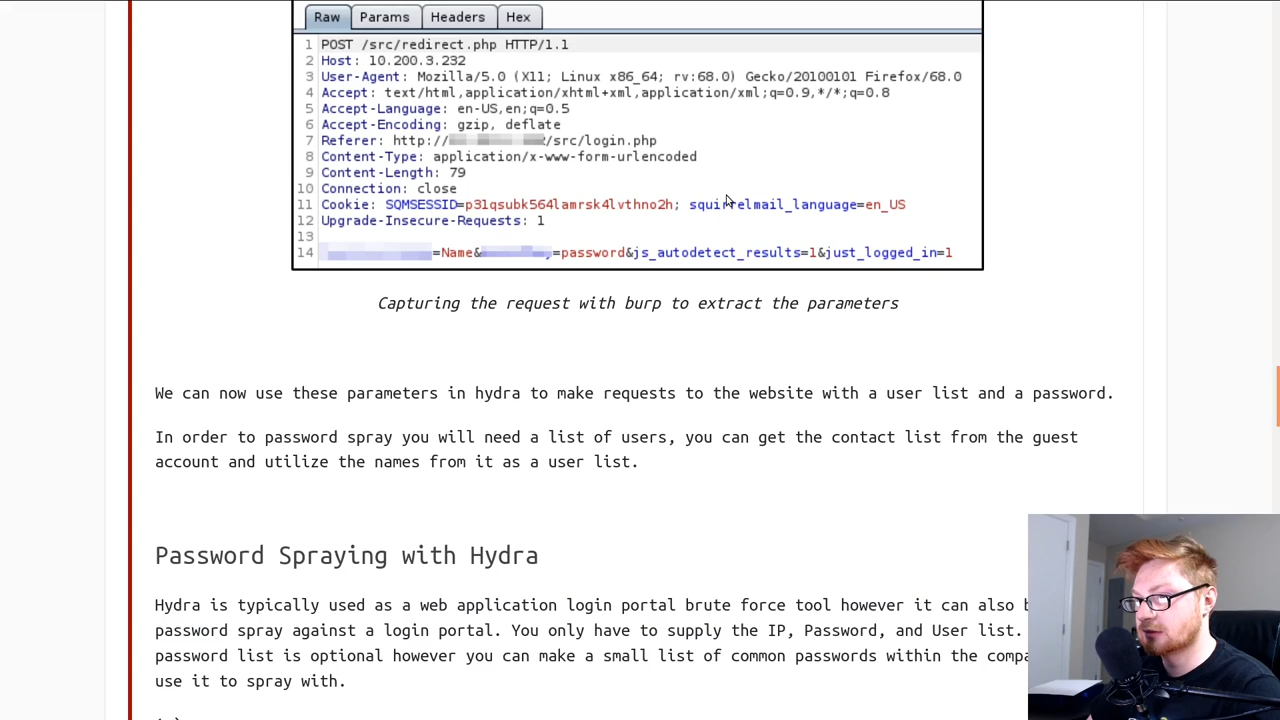 Raw Params Headers Hex
1 POST /src/redirect.php HTTP/1.1
2 Host: 10.200.3.232
3 User-Agent: Mozilla/5.0 (X11; Linux x86_64; rv:68.0) Gecko/20100101 Firefox/68.0
4 Accept: text/html,application/xhtml+xml,application/xml;q=0.9,*/*;q=0.8
5 Accept-Language: en-US,en;q=0.5
6 Accept-Encoding: gzip, deflate
7 Referer: http:// /src/login.php
8 Content-Type: application/x-www-form-urlencoded
9 Content-Length: 79
10 Connection: close
11 Cookie: SQMSESSID=p31qsubk564lamrsk4lvthno2h; squirrelmail_language=en_US
12 Upgrade-Insecure-Requests: 1
13
14 =Name& =password&js_autodetect_results=1&just_logged_in=1
Capturing the request with burp to extract the parameters
We can now use these parameters in hydra to make requests to the website with a user list and a password.
In order to password spray you will need a list of users, you can get the contact list from the guest
account and utilize the names from it as a user list.
Password Spraying with Hydra
Hydra is typically used as a web application login portal brute force tool however it can also
password spray against a login portal. You only have to supply the IP, Password, and User list.
password list is optional however you can make a small list of common passwords within the
use it to spray with.